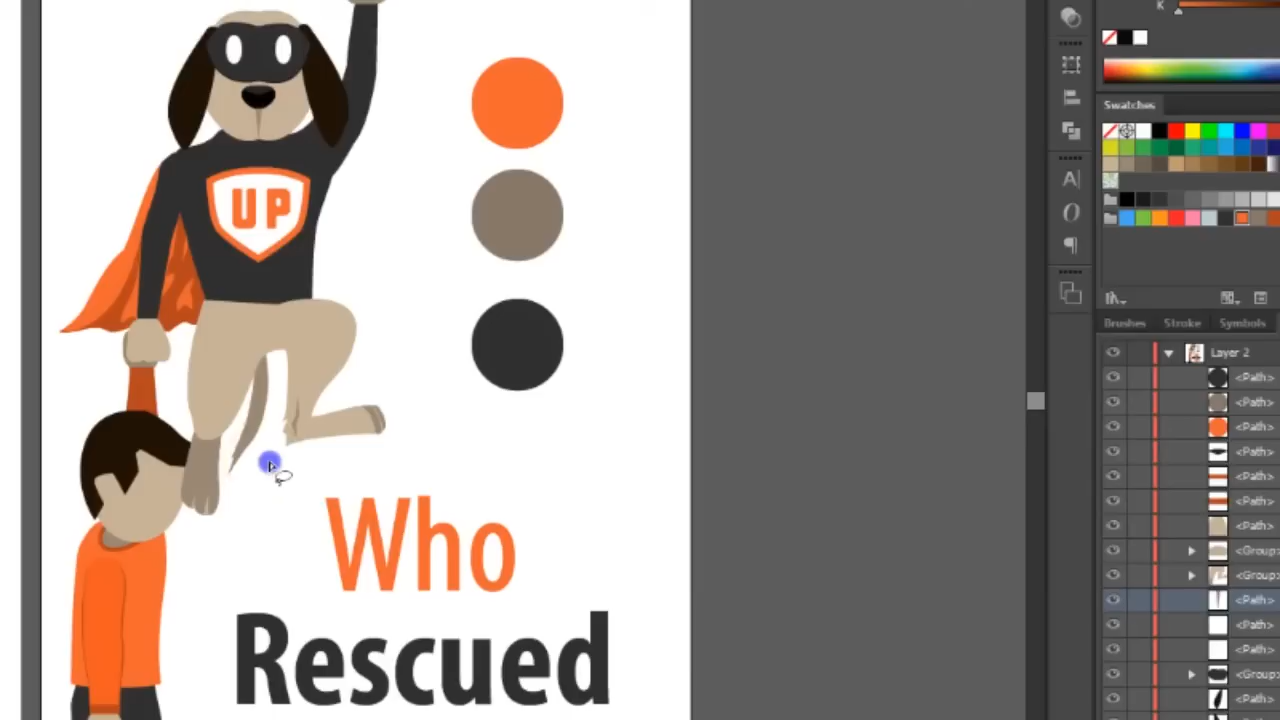 K
Swatches
UP
Brushes Stroke Symbols
Layer 2
<Path>
<Path>
<Path>
<Path>
<Path>
<Path>
<Path>
<Group>
<Group>
<Path>
<Path>
<Path>
<Group>
<Path>
Who
Rescued